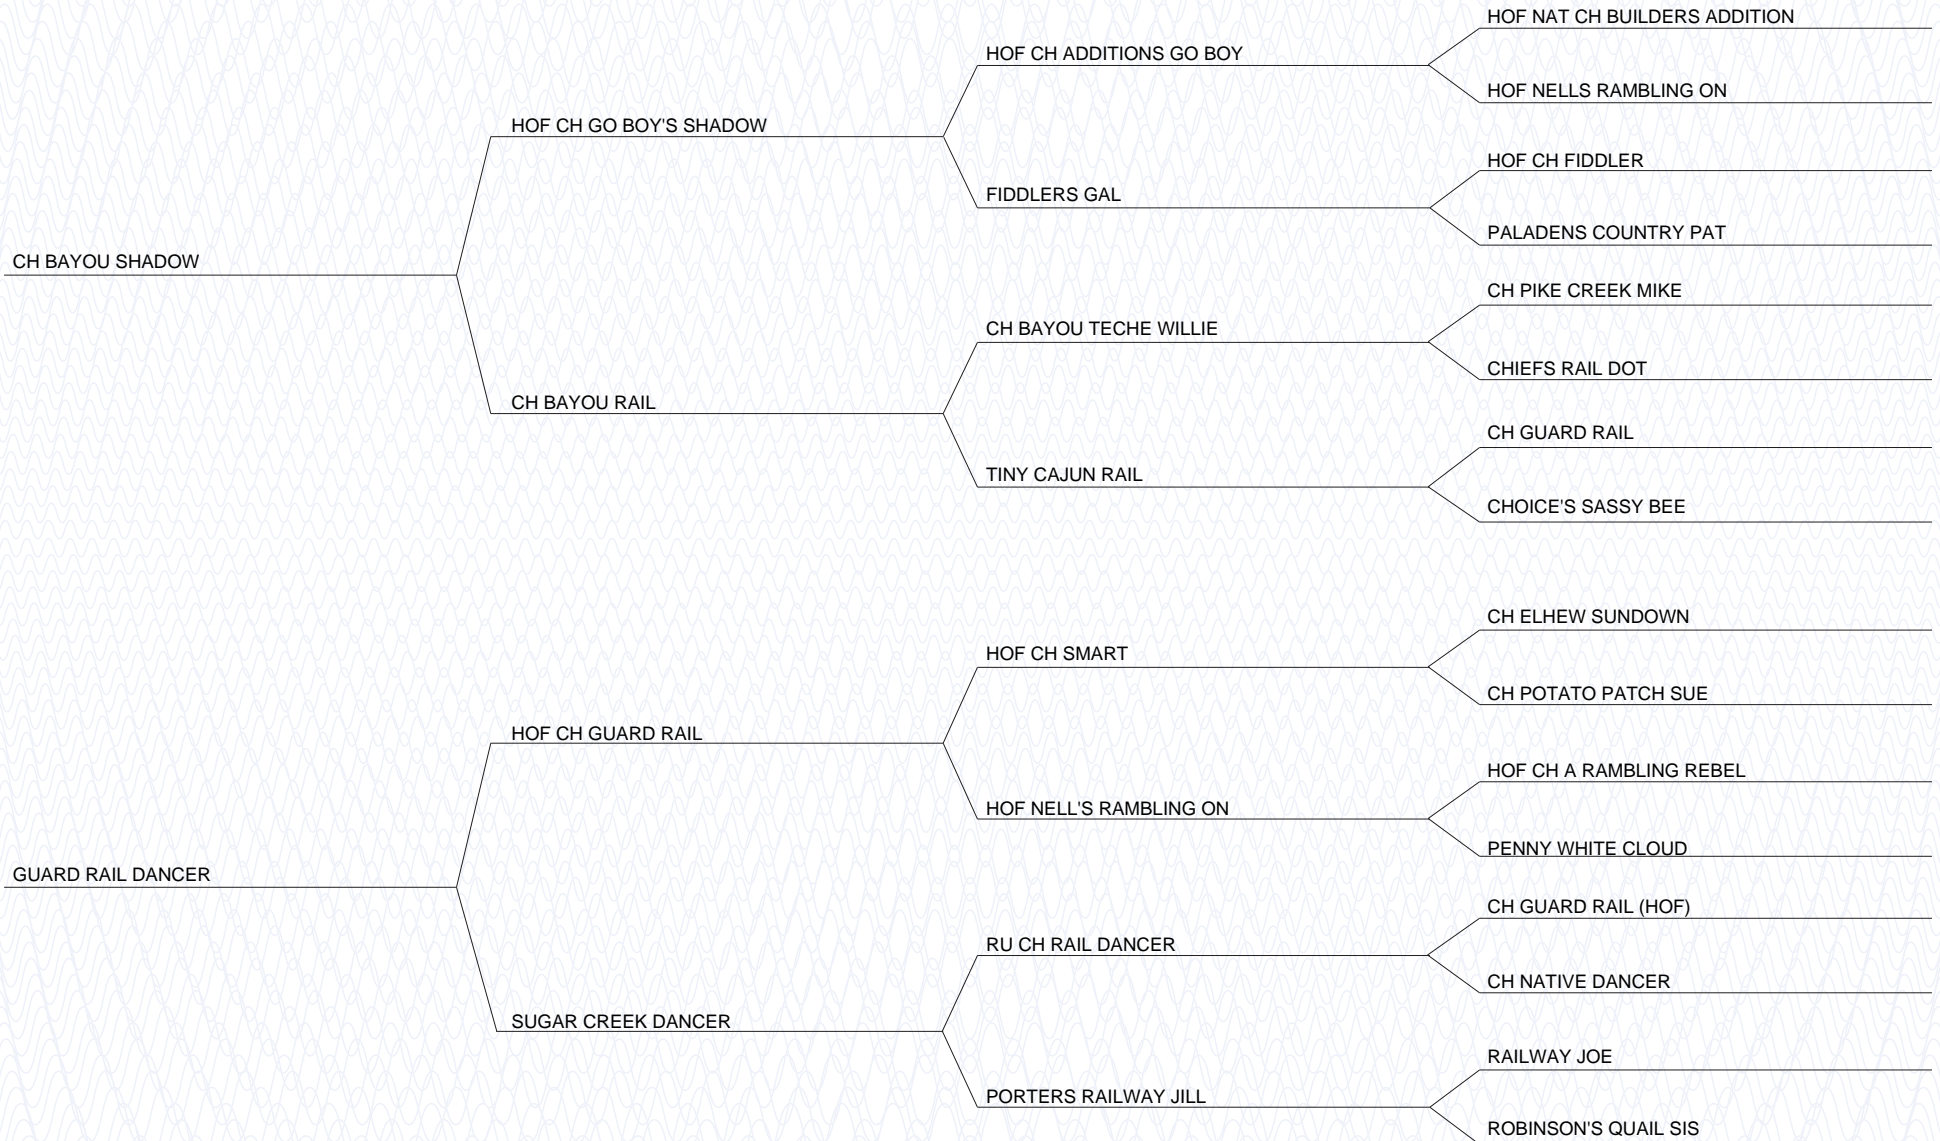 HOF NAT CH BUILDERS ADDITION
HOF CH ADDITIONS GO BOY
HOF NELLS RAMBLING ON
HOF CH GO BOY'S SHADOW
HOF CH FIDDLER
FIDDLERS GAL
PALADENS COUNTRY PAT
CH BAYOU SHADOW
CH PIKE CREEK MIKE
CH BAYOU TECHE WILLIE
CHIEFS RAIL DOT
CH BAYOU RAIL
CH GUARD RAIL
TINY CAJUN RAIL
CHOICE'S SASSY BEE
CH ELHEW SUNDOWN
HOF CH SMART
CH POTATO PATCH SUE
HOF CH GUARD RAIL
HOF CH A RAMBLING REBEL
HOF NELL'S RAMBLING ON
PENNY WHITE CLOUD
GUARD RAIL DANCER
CH GUARD RAIL (HOF)
RU CH RAIL DANCER
CH NATIVE DANCER
SUGAR CREEK DANCER
RAILWAY JOE
PORTERS RAILWAY JILL
ROBINSON'S QUAIL SIS